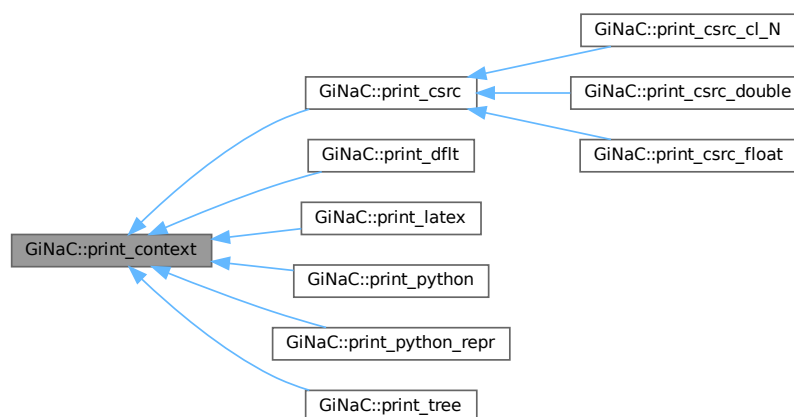 GiNaC::print_csrc_cl_N
GiNaC::print_csrc
GiNaC::print_csrc_double
GiNaC::print_csrc_float
GiNaC::print_dflt
GiNaC::print_latex
GiNaC::print_context
GiNaC::print_python
GiNaC::print_python_repr
GiNaC::print_tree